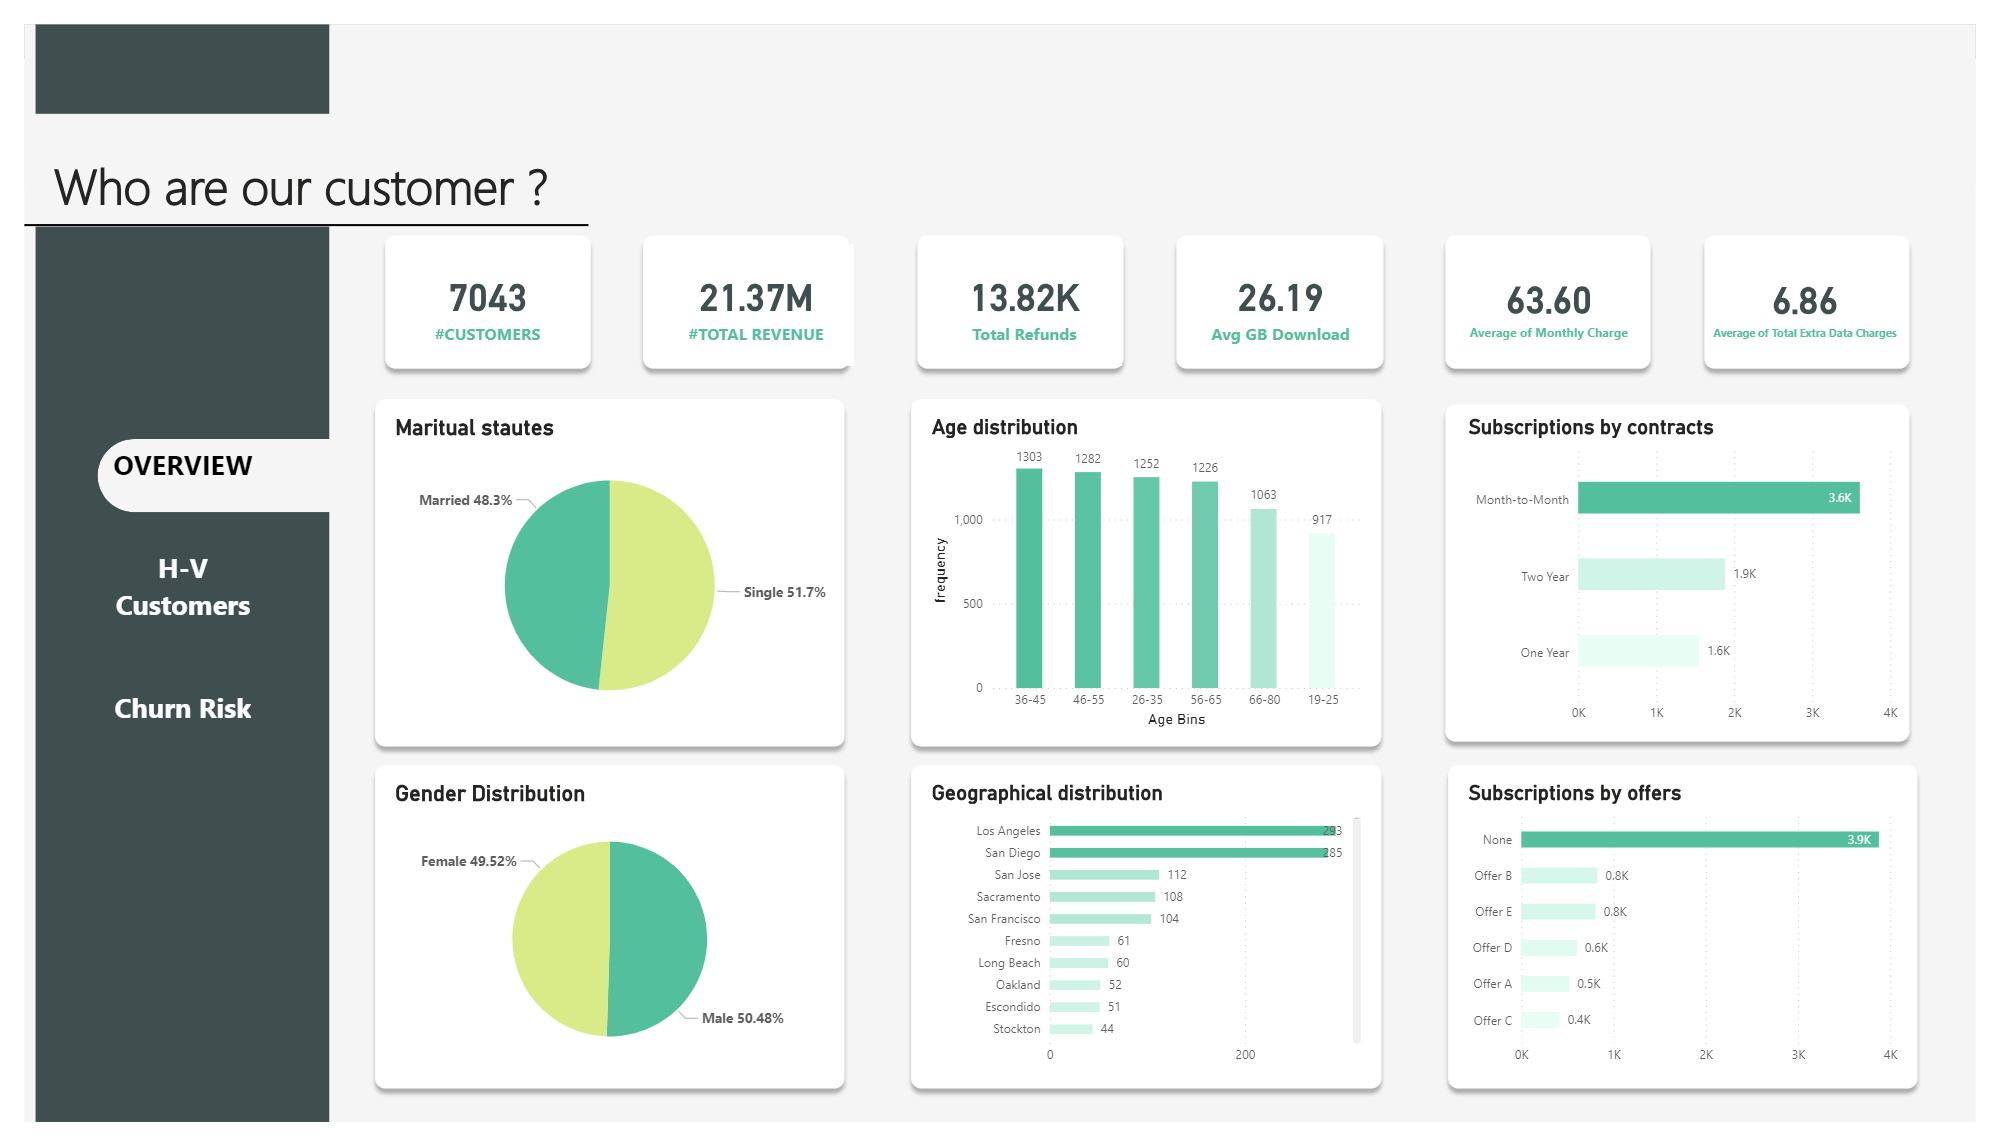 Who are our customer ?
OVERVIEW
H-V
Customers
Churn Risk
7043
#CUSTOMERS
21.37M
#TOTAL REVENUE
13.82K
Total Refunds
26.19
Avg GB Download
63.60
Average of Monthly Charge
6.86
Average of Total Extra Data Charges
Maritual stautes
Married 48.3%
Single 51.7%
Age distribution
frequency
1,000
500
0
1303
1282
1252
1226
1063
917
36-45
46-55
26-35
56-65
66-80
19-25
Age Bins
Subscriptions by contracts
Month-to-Month 3.6K
Two Year 1.9K
One Year 1.6K
0K 1K 2K 3K 4K
Gender Distribution
Female 49.52%
Male 50.48%
Geographical distribution
Los Angeles 293
San Diego 285
San Jose 112
Sacramento 108
San Francisco 104
Fresno 61
Long Beach 60
Oakland 52
Escondido 51
Stockton 44
0 200
Subscriptions by offers
None 3.9K
Offer B 0.8K
Offer E 0.8K
Offer D 0.6K
Offer A 0.5K
Offer C 0.4K
0K 1K 2K 3K 4K